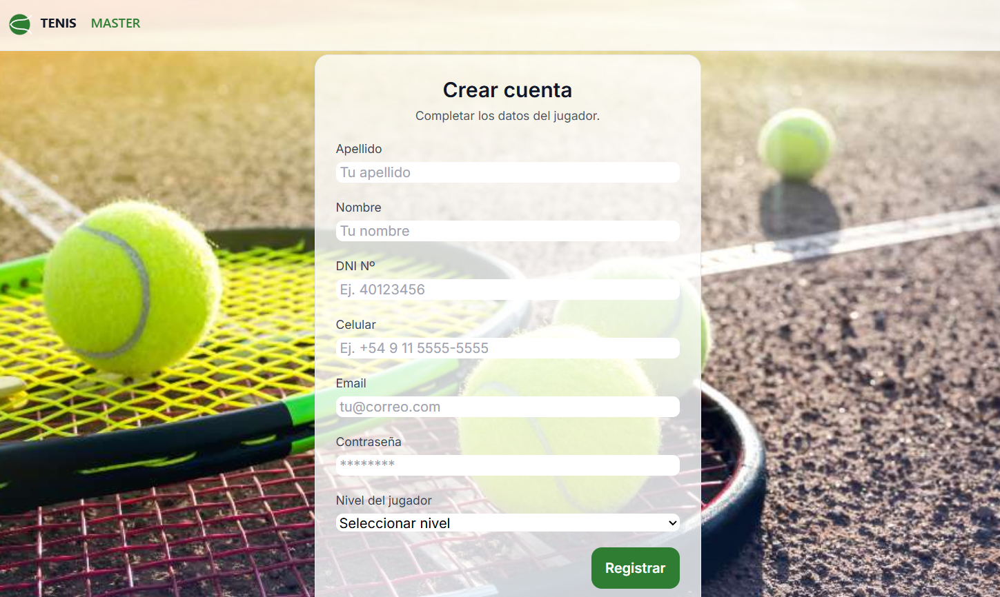 TENIS MASTER
Crear cuenta
Completar los datos del jugador.
Apellido
Tu apellido
Nombre
Tu nombre
DNI Nº
Ej. 40123456
Celular
Ej. +54 9 11 5555-5555
Email
tu@correo.com
Contraseña
********
Nivel del jugador
Seleccionar nivel
Registrar